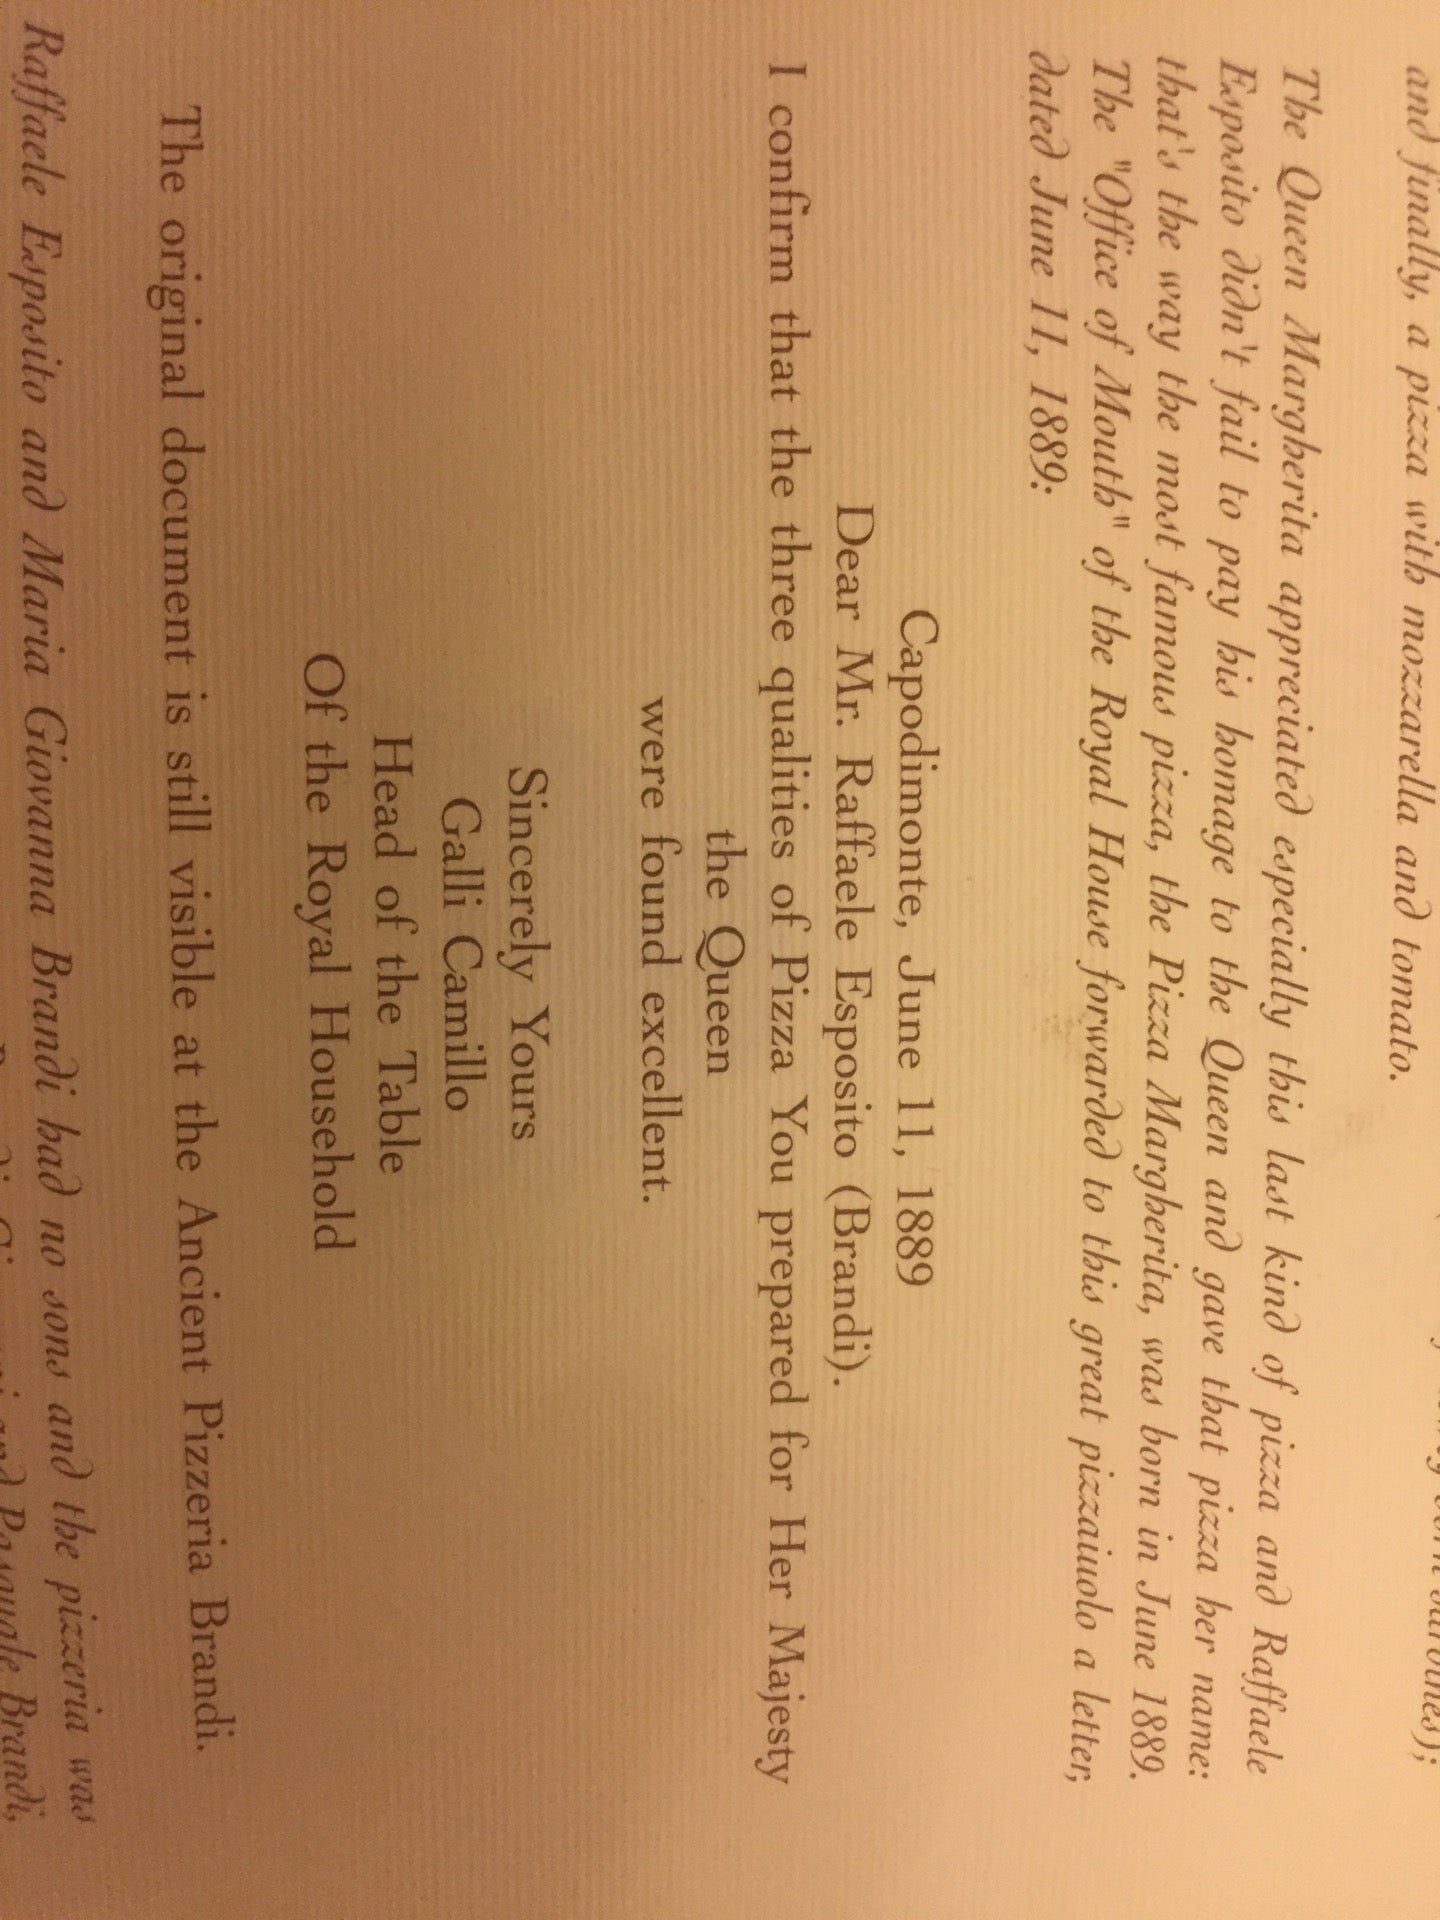 born sardines);
and finally, a pizza with mozzarella and tomato.
The Queen Margherita appreciated especially this last kind of pizza and Raffaele
Esposito didn't fail to pay his homage to the Queen and gave that pizza her name:
that's the way the most famous pizza, the Pizza Margherita, was born in June 1889.
The "Office of Mouth" of the Royal House forwarded to this great pizzaiuolo a letter,
dated June 11, 1889:
Capodimonte, June 11, 1889
Dear Mr. Raffaele Esposito (Brandi).
I confirm that the three qualities of Pizza You prepared for Her Majesty
the Queen
were found excellent.
Sincerely Yours
Galli Camillo
Head of the Table
Of the Royal Household
The original document is still visible at the Ancient Pizzeria Brandi.
Raffaele Esposito and Maria Giovanna Brandi had no sons and the pizzeria was
and Pasquale Brandi,